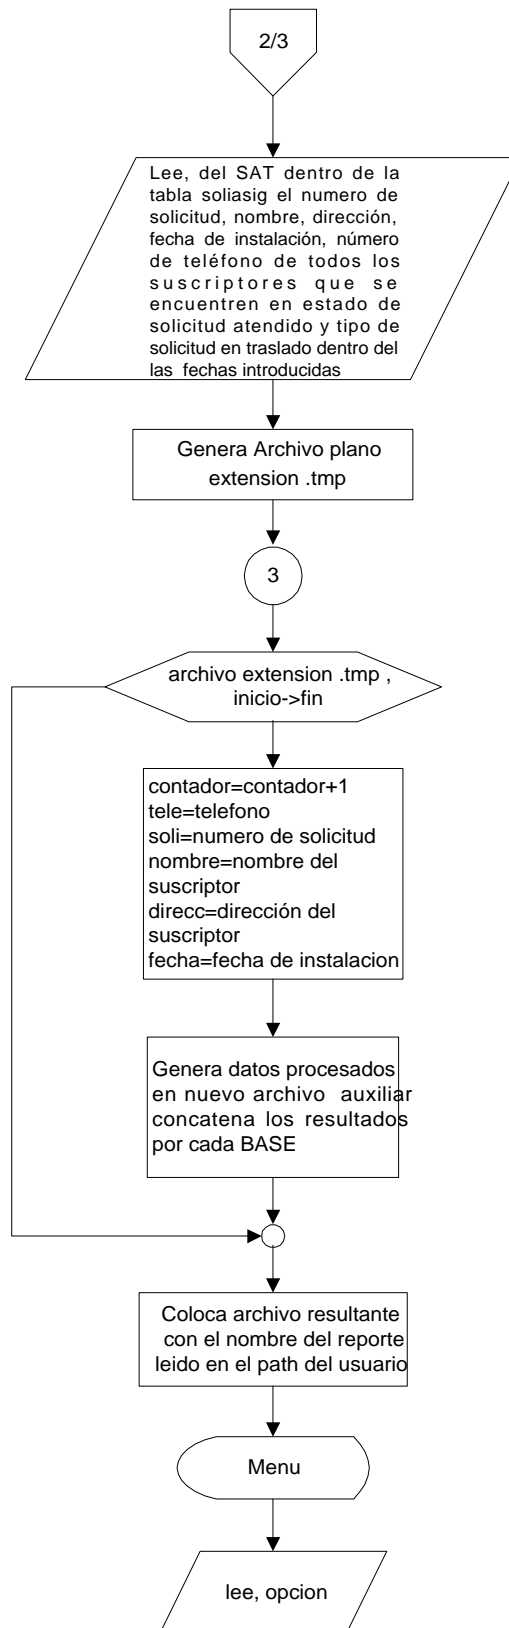 2/3
Lee, del SAT dentro de la
tabla soliasig el numero de
solicitud, nombre, dirección,
fecha de instalación, número
de teléfono de todos los
suscriptores que se
encuentren en estado de
solicitud atendido y tipo de
solicitud en traslado dentro del
las fechas introducidas
Genera Archivo plano
extension .tmp
3
archivo extension .tmp ,
inicio->fin
contador=contador+1
tele=telefono
soli=numero de solicitud
nombre=nombre del
suscriptor
direcc=dirección del
suscriptor
fecha=fecha de instalacion
Genera datos procesados
en nuevo archivo auxiliar
concatena los resultados
por cada BASE
Coloca archivo resultante
con el nombre del reporte
leido en el path del usuario
Menu
lee, opcion